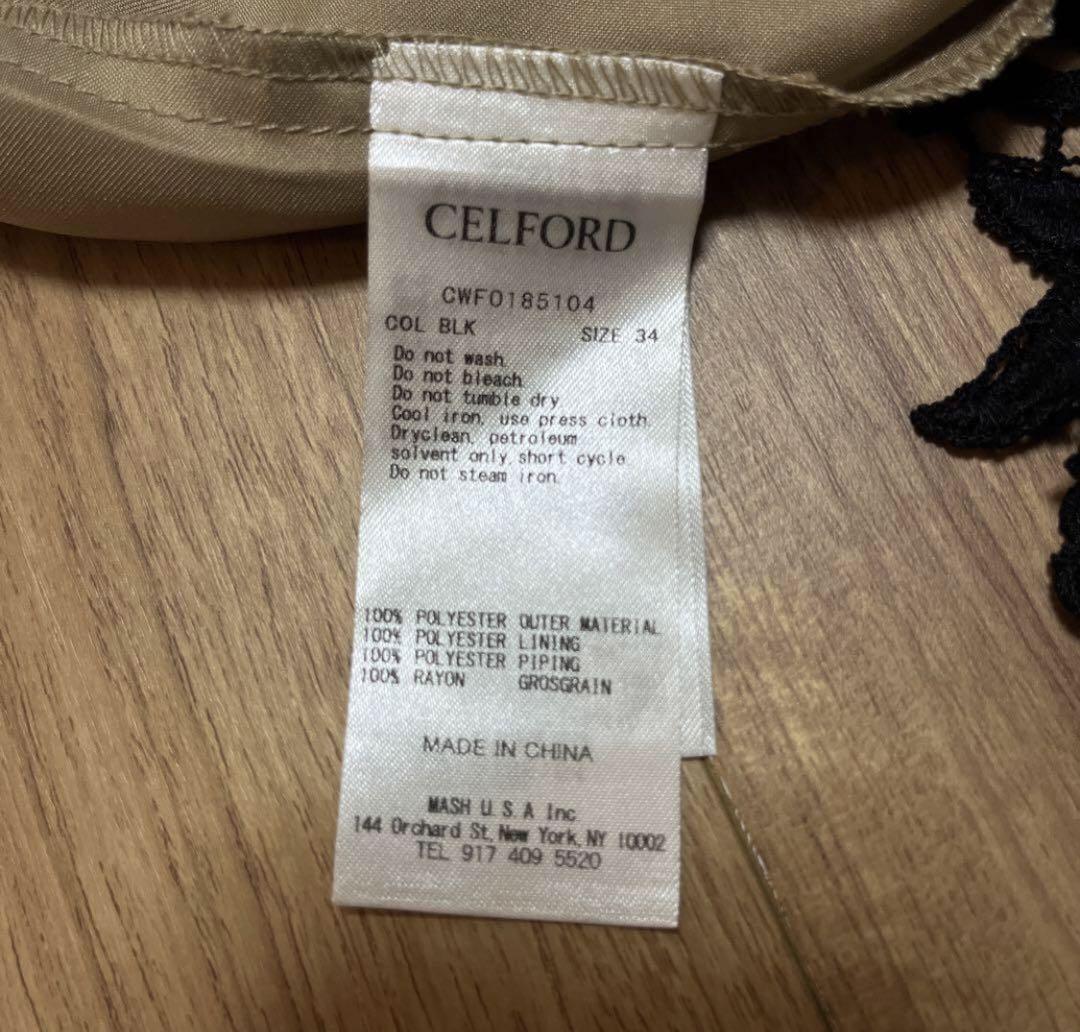 CELFORD
CWF0185104
COL BLK SIZE 34
Do not wash.
Do not bleach.
Do not tumble dry.
Cool iron, use press cloth.
Dryclean, petroleum
solvent only, short cycle.
Do not steam iron.
100% POLYESTER OUTER MATERIAL
100% POLYESTER LINING
100% POLYESTER PIPING
100% RAYON GROSGRAIN
MADE IN CHINA
MASH U.S.A Inc
144 Orchard St, New York, NY 10002
TEL 917 409 5520